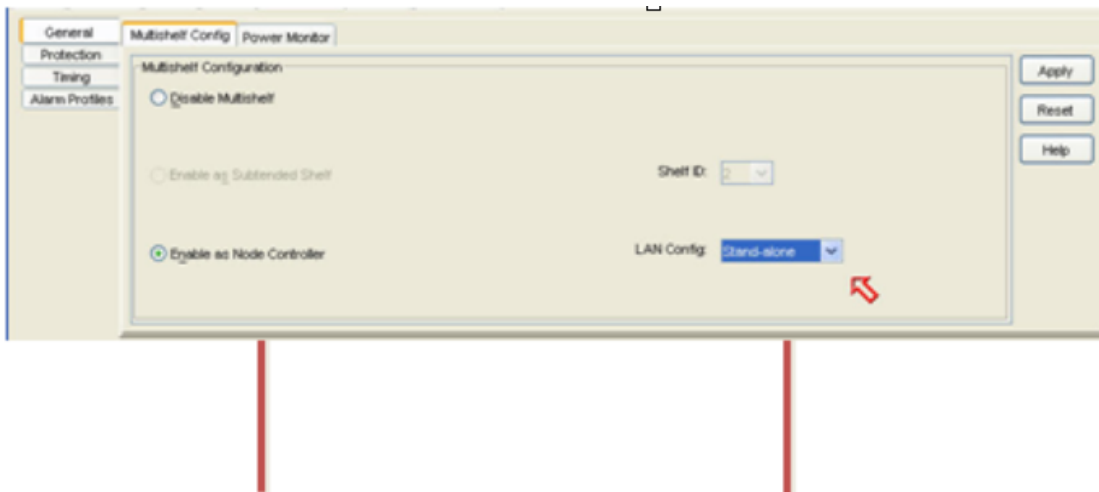 General
Protection
Timing
Alarm Profiles
Multishelf Config Power Monitor
Multishelf Configuration
Disable Multishelf
Enable as Subtended Shelf
Shelf ID: 2
Enable as Node Controller
LAN Config: Stand-alone
Apply
Reset
Help